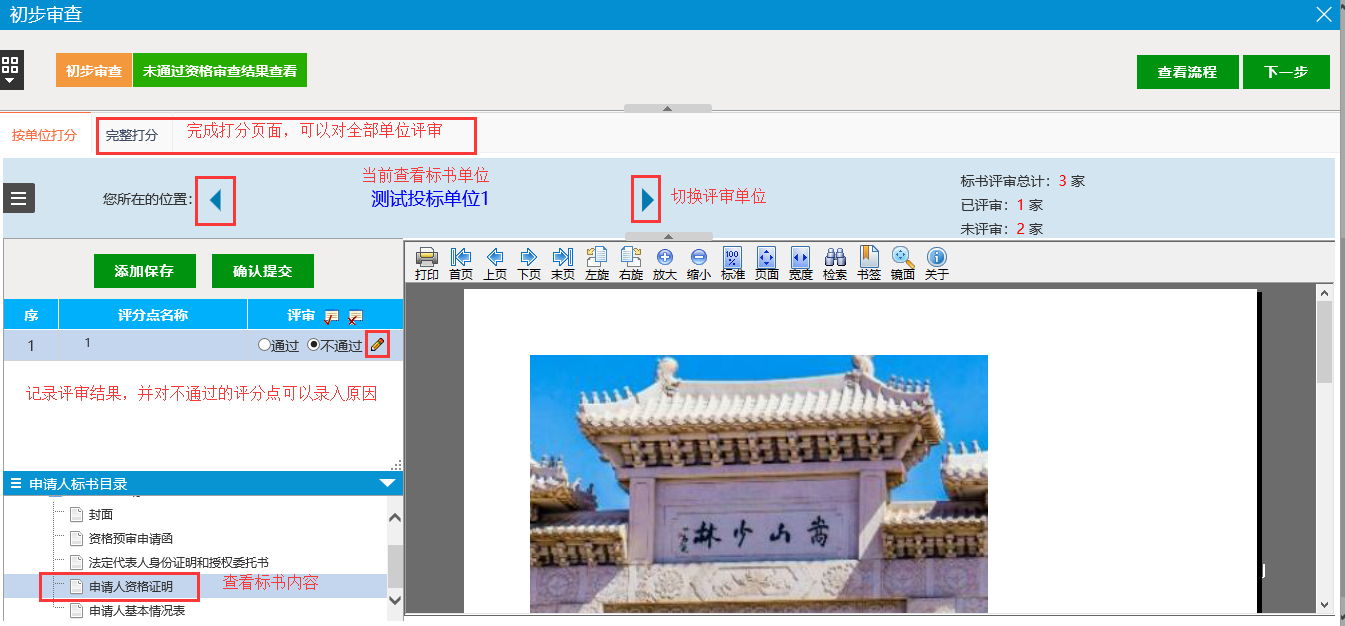 初步审查
初步审查 未通过资格审查结果查看 查看流程 下一步
按单位打分 完整打分 完成打分页面，可以对全部单位评审
当前查看标书单位
您所在的位置： 测试投标单位1 切换评审单位
标书评审总计：3 家
已评审：1 家
未评审：2 家
添加保存 确认提交
打印 首页 上页 下页 末页 左旋 右旋 放大 缩小 标准 页面 宽度 检索 书签 镜面 关于
100
%
序 评分点名称 评审
1 1 通过 不通过
记录评审结果，并对不通过的评分点可以录入原因
申请人标书目录
封面
资格预审申请函
法定代表人身份证明和授权委托书
申请人资格证明 查看标书内容
申请人基本情况表
林少山嵩